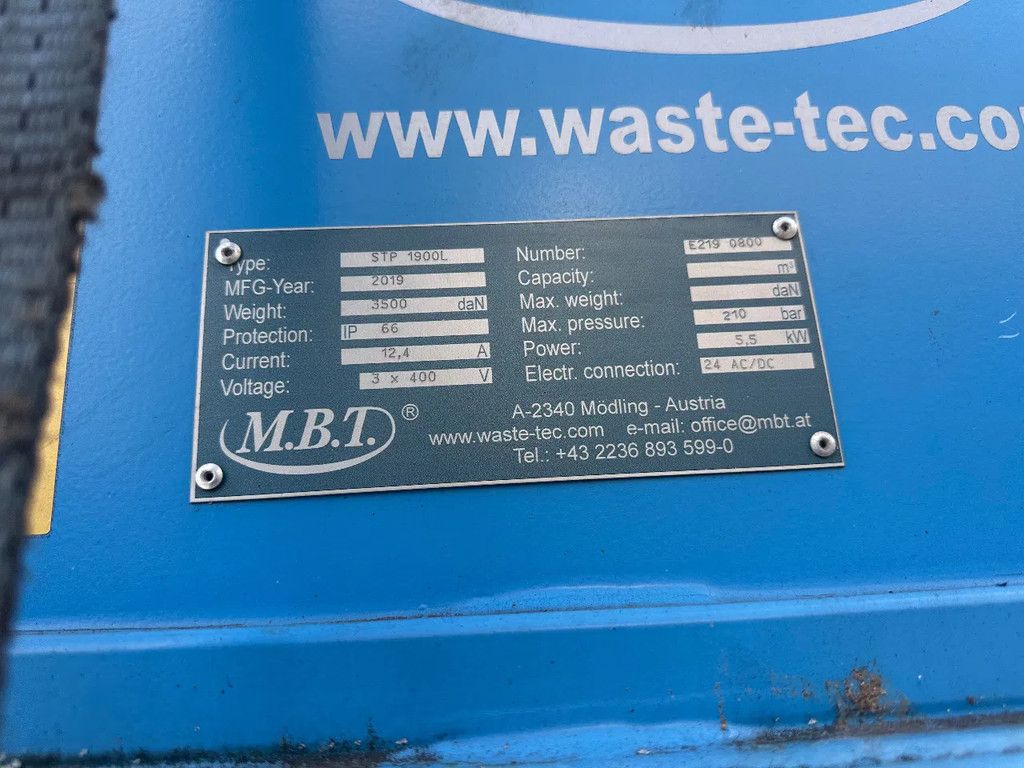 www.waste-tec.co
Type: STP 1900L
MFG-Year: 2019
Weight: 3500 daN
Protection: IP 66
Current: 12,4 A
Voltage: 3 x 400 V
Number: E219 0800
Capacity: m³
Max. weight: daN
Max. pressure: 210 bar
Power: 5,5 kW
Electr. connection: 24 AC/DC
M.B.T.®
A-2340 Mödling - Austria
www.waste-tec.com e-mail: office@mbt.at
Tel.: +43 2236 893 599-0